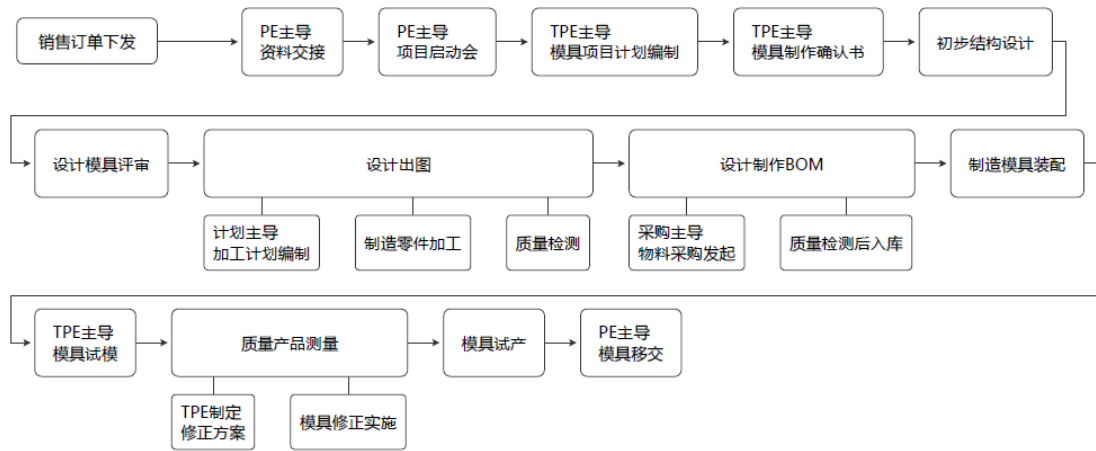 销售订单下发
PE主导
资料交接
PE主导
项目启动会
TPE主导
模具项目计划编制
TPE主导
模具制作确认书
初步结构设计
设计模具评审
设计出图
设计制作BOM
制造模具装配
计划主导
加工计划编制
制造零件加工
质量检测
采购主导
物料采购发起
质量检测后入库
TPE主导
模具试模
质量产品测量
模具试产
PE主导
模具移交
TPE制定
修正方案
模具修正实施